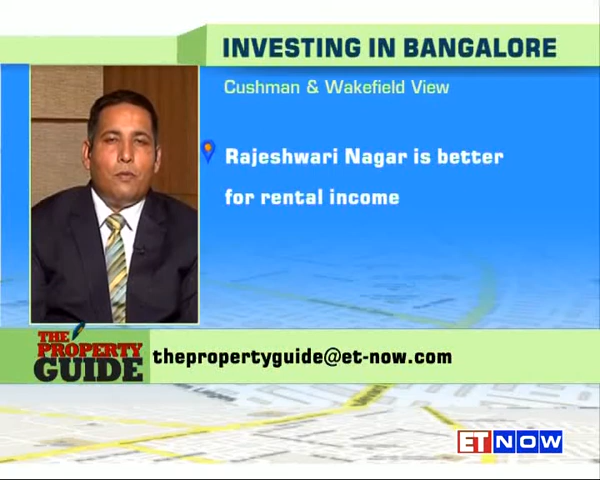 INVESTING IN BANGALORE
Cushman & Wakefield View
Rajeshwari Nagar is better
for rental income
THE
PROPERTY
GUIDE
thepropertyguide@et-now.com
ET NOW